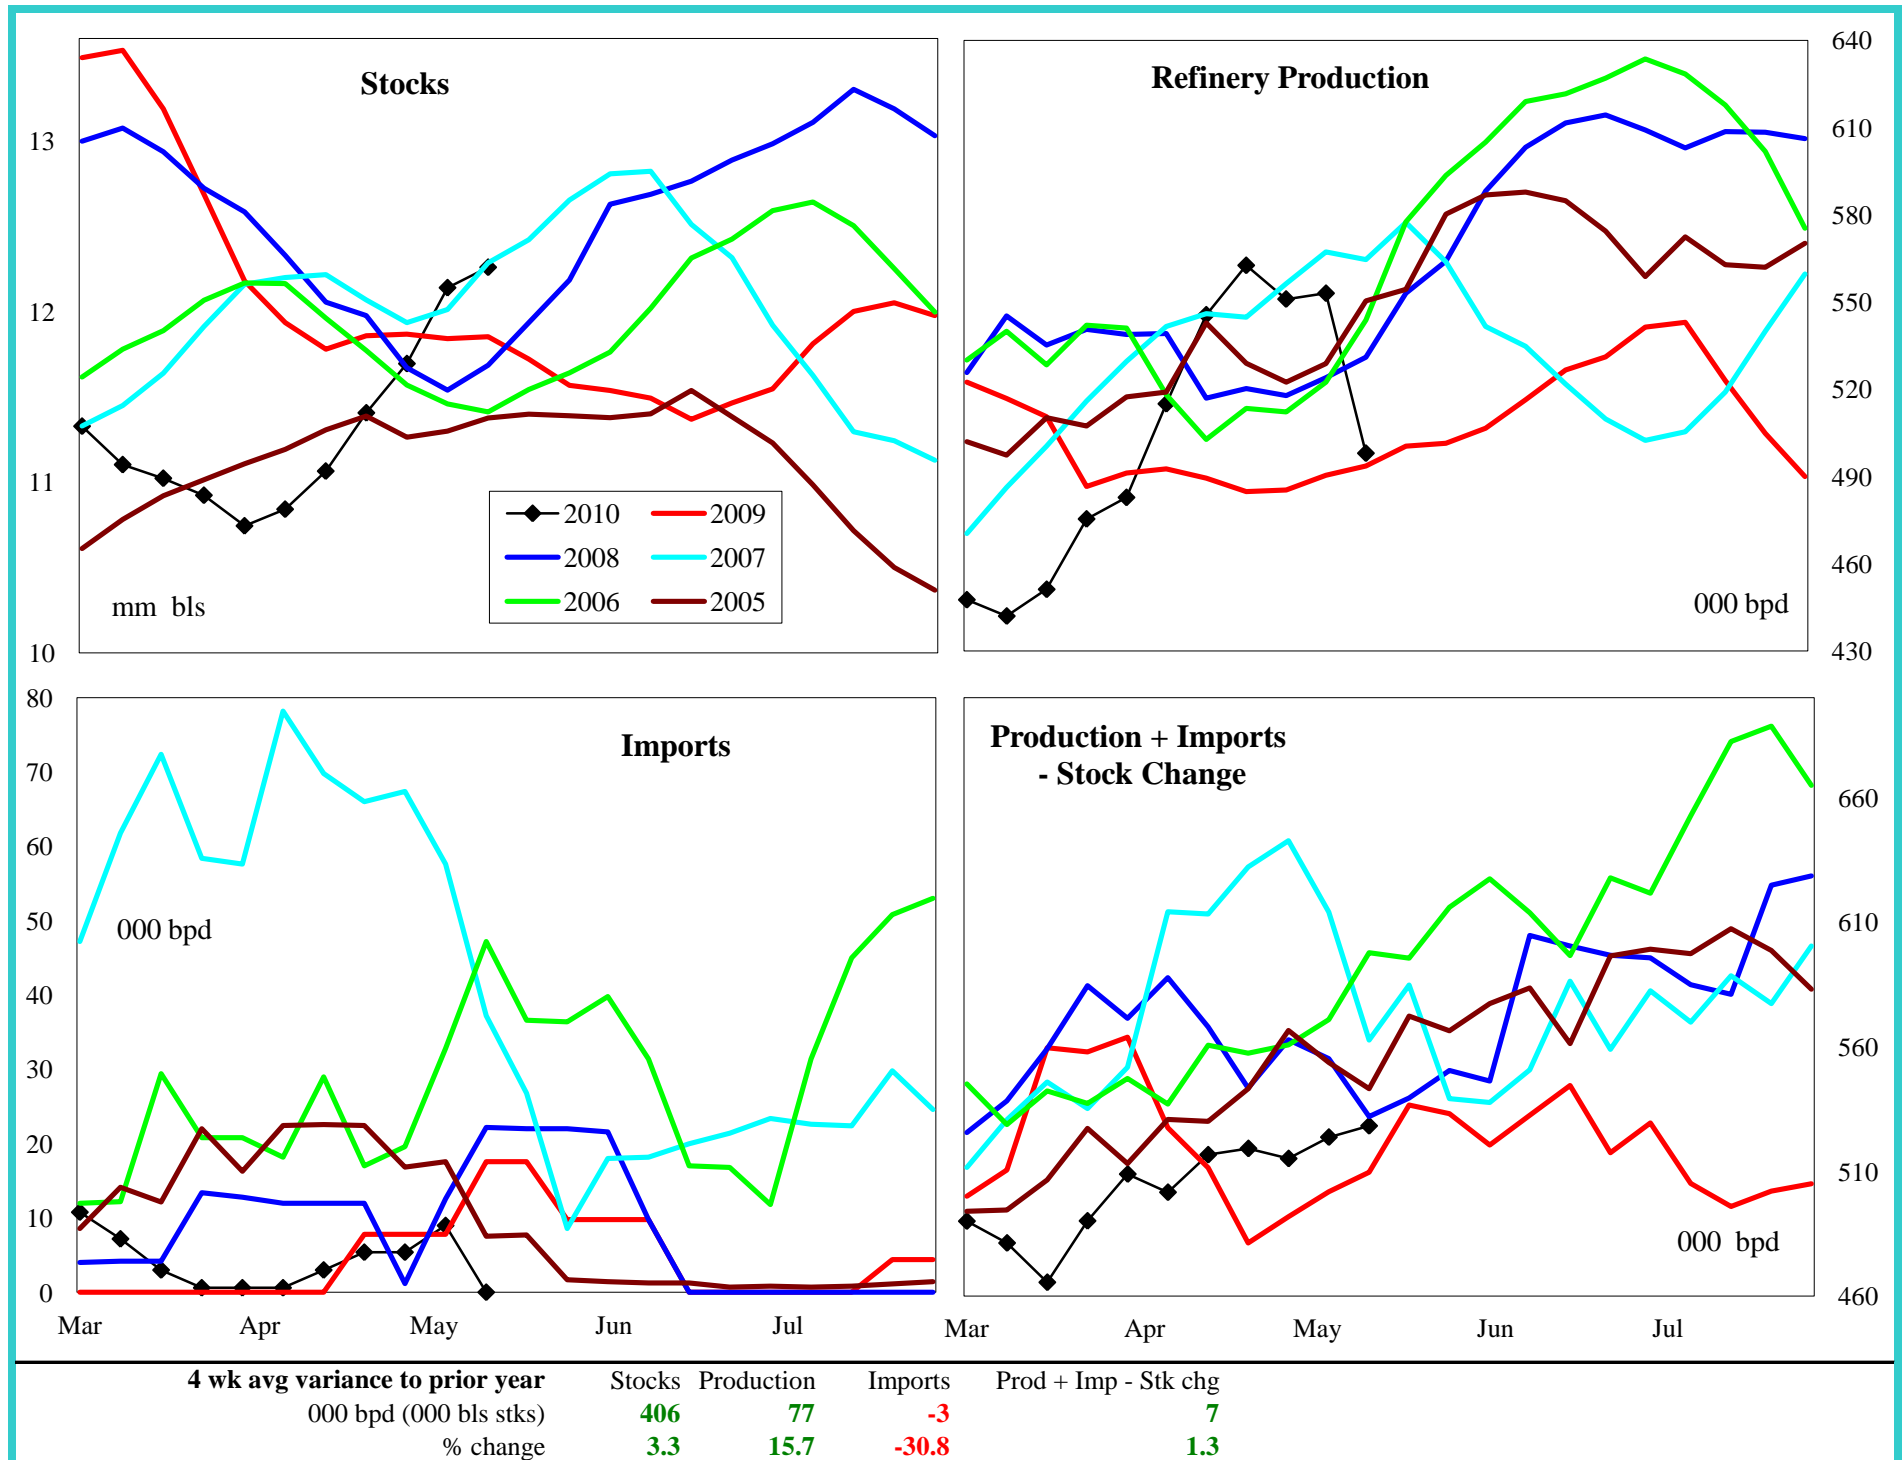 Stocks
13
12
11
10
mm bls
2010
2009
2008
2007
2006
2005
Refinery Production
640
610
580
550
520
490
460
430
000 bpd
Imports
80
70
60
50
40
30
20
10
0
000 bpd
Mar Apr May Jun Jul
Production + Imports
- Stock Change
660
610
560
510
460
000 bpd
Mar Apr May Jun Jul
4 wk avg variance to prior year Stocks Production Imports Prod + Imp - Stk chg
000 bpd (000 bls stks) 406 77 -3 7
% change 3.3 15.7 -30.8 1.3